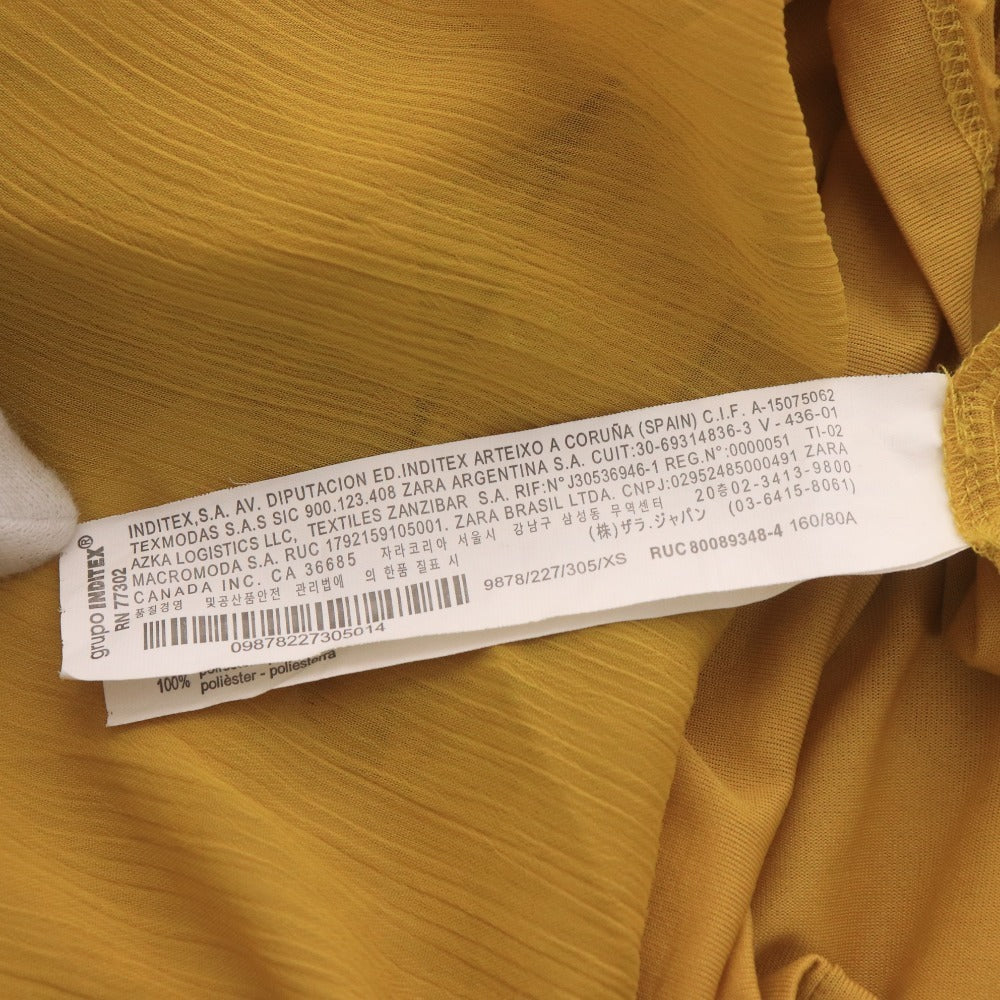 grupo INDITEX®
RN 77302
INDITEX,S.A. AV. DIPUTACION ED.INDITEX ARTEIXO A CORUÑA (SPAIN) C.I.F. A-15075062
TEXMODAS S.A.S SIC 900.123.408 ZARA ARGENTINA S.A. CUIT:30-69314836-3 V - 436-01
AZKA LOGISTICS LLC, TEXTILES ZANZIBAR S.A. RIF:N°J30536946-1 REG.N°:0000051 TI-02
MACROMODA S.A. RUC 1792159105001. ZARA BRASIL LTDA. CNPJ:02952485000491 ZARA
CANADA INC. CA 36685 자라코리아 서울시 강남구 삼성동 무역센터 20층02-3413-9800
품질경영 및공산품안전 관리법에 의 한품 질표 시 (株)ザラ.ジャパン (03-6415-8061)
9878/227/305/XS RUC 80089348-4 160/80A
09878227305014
100%
polièster - poliesterra